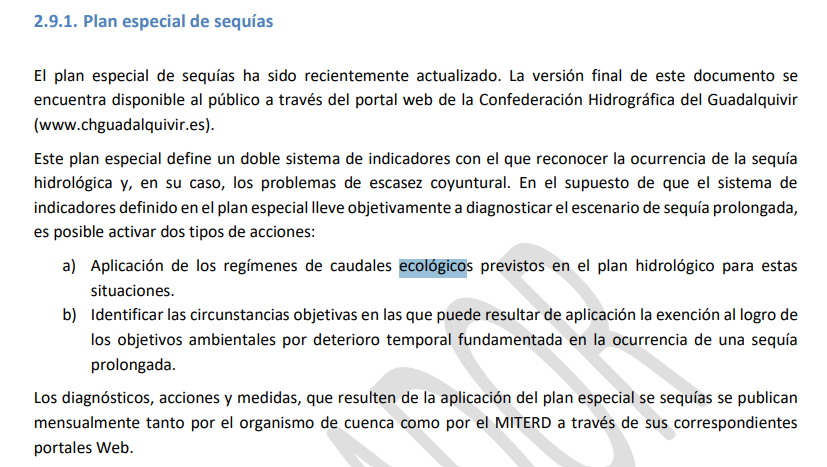 2.9.1. Plan especial de sequías
El plan especial de sequías ha sido recientemente actualizado. La versión final de este documento se
encuentra disponible al público a través del portal web de la Confederación Hidrográfica del Guadalquivir
(www.chguadalquivir.es).
Este plan especial define un doble sistema de indicadores con el que reconocer la ocurrencia de la sequía
hidrológica y, en su caso, los problemas de escasez coyuntural. En el supuesto de que el sistema de
indicadores definido en el plan especial lleve objetivamente a diagnosticar el escenario de sequía prolongada,
es posible activar dos tipos de acciones:
a) Aplicación de los regímenes de caudales ecológicos previstos en el plan hidrológico para estas
situaciones.
b) Identificar las circunstancias objetivas en las que puede resultar de aplicación la exención al logro de
los objetivos ambientales por deterioro temporal fundamentada en la ocurrencia de una sequía
prolongada.
Los diagnósticos, acciones y medidas, que resulten de la aplicación del plan especial se sequías se publican
mensualmente tanto por el organismo de cuenca como por el MITERD a través de sus correspondientes
portales Web.
ADOR